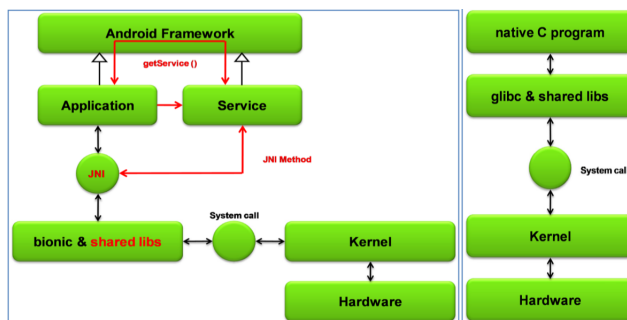 Android Framework
getService ()
Application
Service
JNI
JNI Method
System call
bionic & shared libs
Kernel
Hardware
native C program
glibc & shared libs
System call
Kernel
Hardware